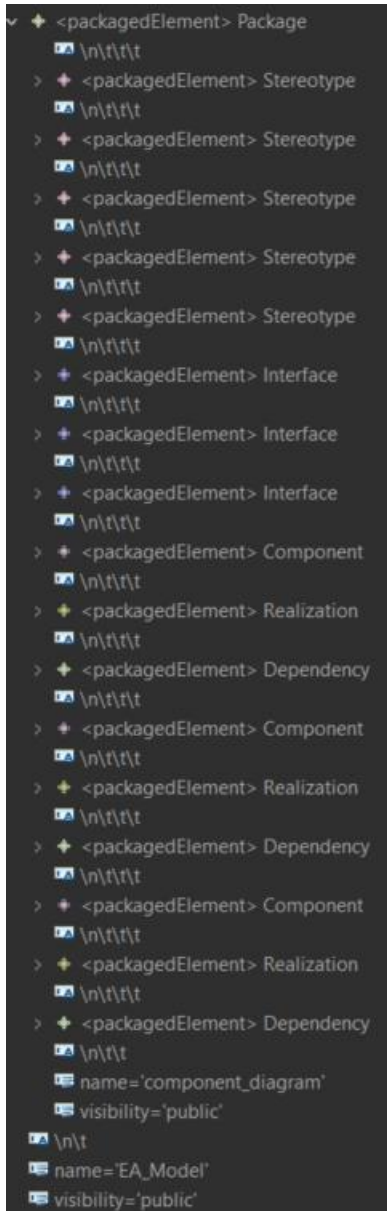 <packagedElement> Package
\n\t\t\t
<packagedElement> Stereotype
\n\t\t\t
<packagedElement> Stereotype
\n\t\t\t
<packagedElement> Stereotype
\n\t\t\t
<packagedElement> Stereotype
\n\t\t\t
<packagedElement> Stereotype
\n\t\t\t
<packagedElement> Interface
\n\t\t\t
<packagedElement> Interface
\n\t\t\t
<packagedElement> Interface
\n\t\t\t
<packagedElement> Component
\n\t\t\t
<packagedElement> Realization
\n\t\t\t
<packagedElement> Dependency
\n\t\t\t
<packagedElement> Component
\n\t\t\t
<packagedElement> Realization
\n\t\t\t
<packagedElement> Dependency
\n\t\t\t
<packagedElement> Component
\n\t\t\t
<packagedElement> Realization
\n\t\t\t
<packagedElement> Dependency
\n\t\t
name='component_diagram'
visibility='public'
\n\t
name='EA_Model'
visibility='public'